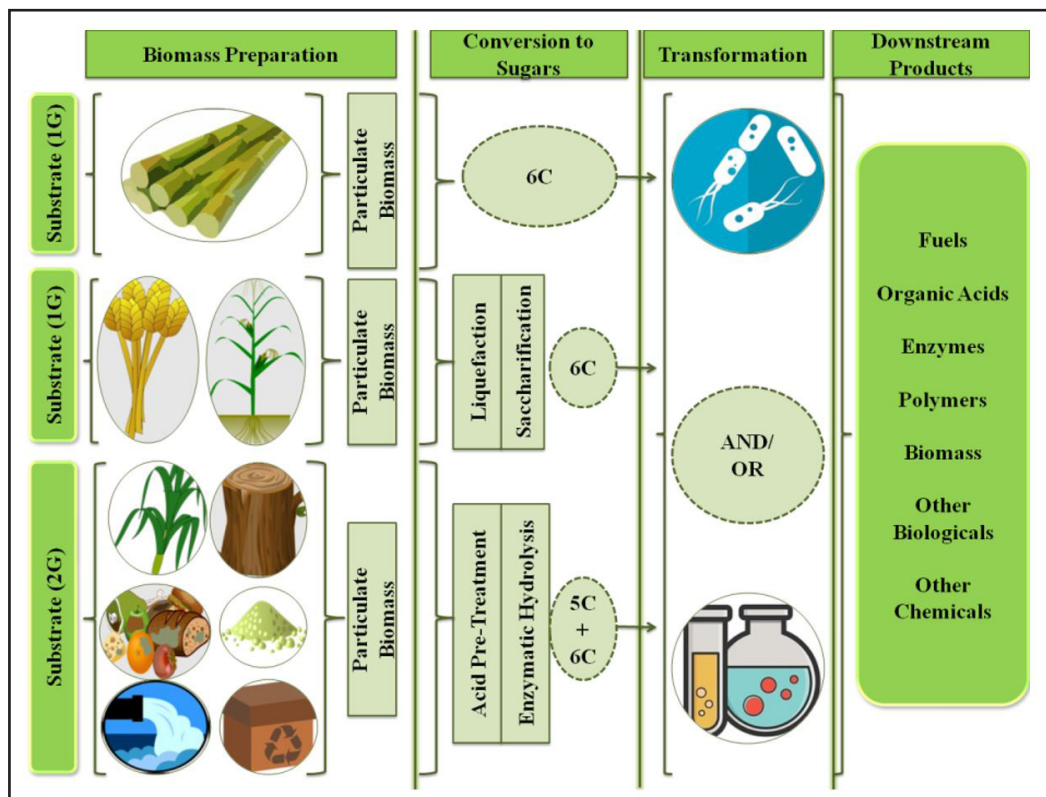 Biomass Preparation
Conversion to
Sugars
Transformation
Downstream
Products
Substrate (1G)
Particulate
Biomass
6C
Substrate (1G)
Particulate
Biomass
Liquefaction
Saccharification
6C
Substrate (2G)
Particulate
Biomass
Acid Pre-Treatment
Enzymatic Hydrolysis
5C
+
6C
AND/
OR
Fuels
Organic Acids
Enzymes
Polymers
Biomass
Other
Biologicals
Other
Chemicals